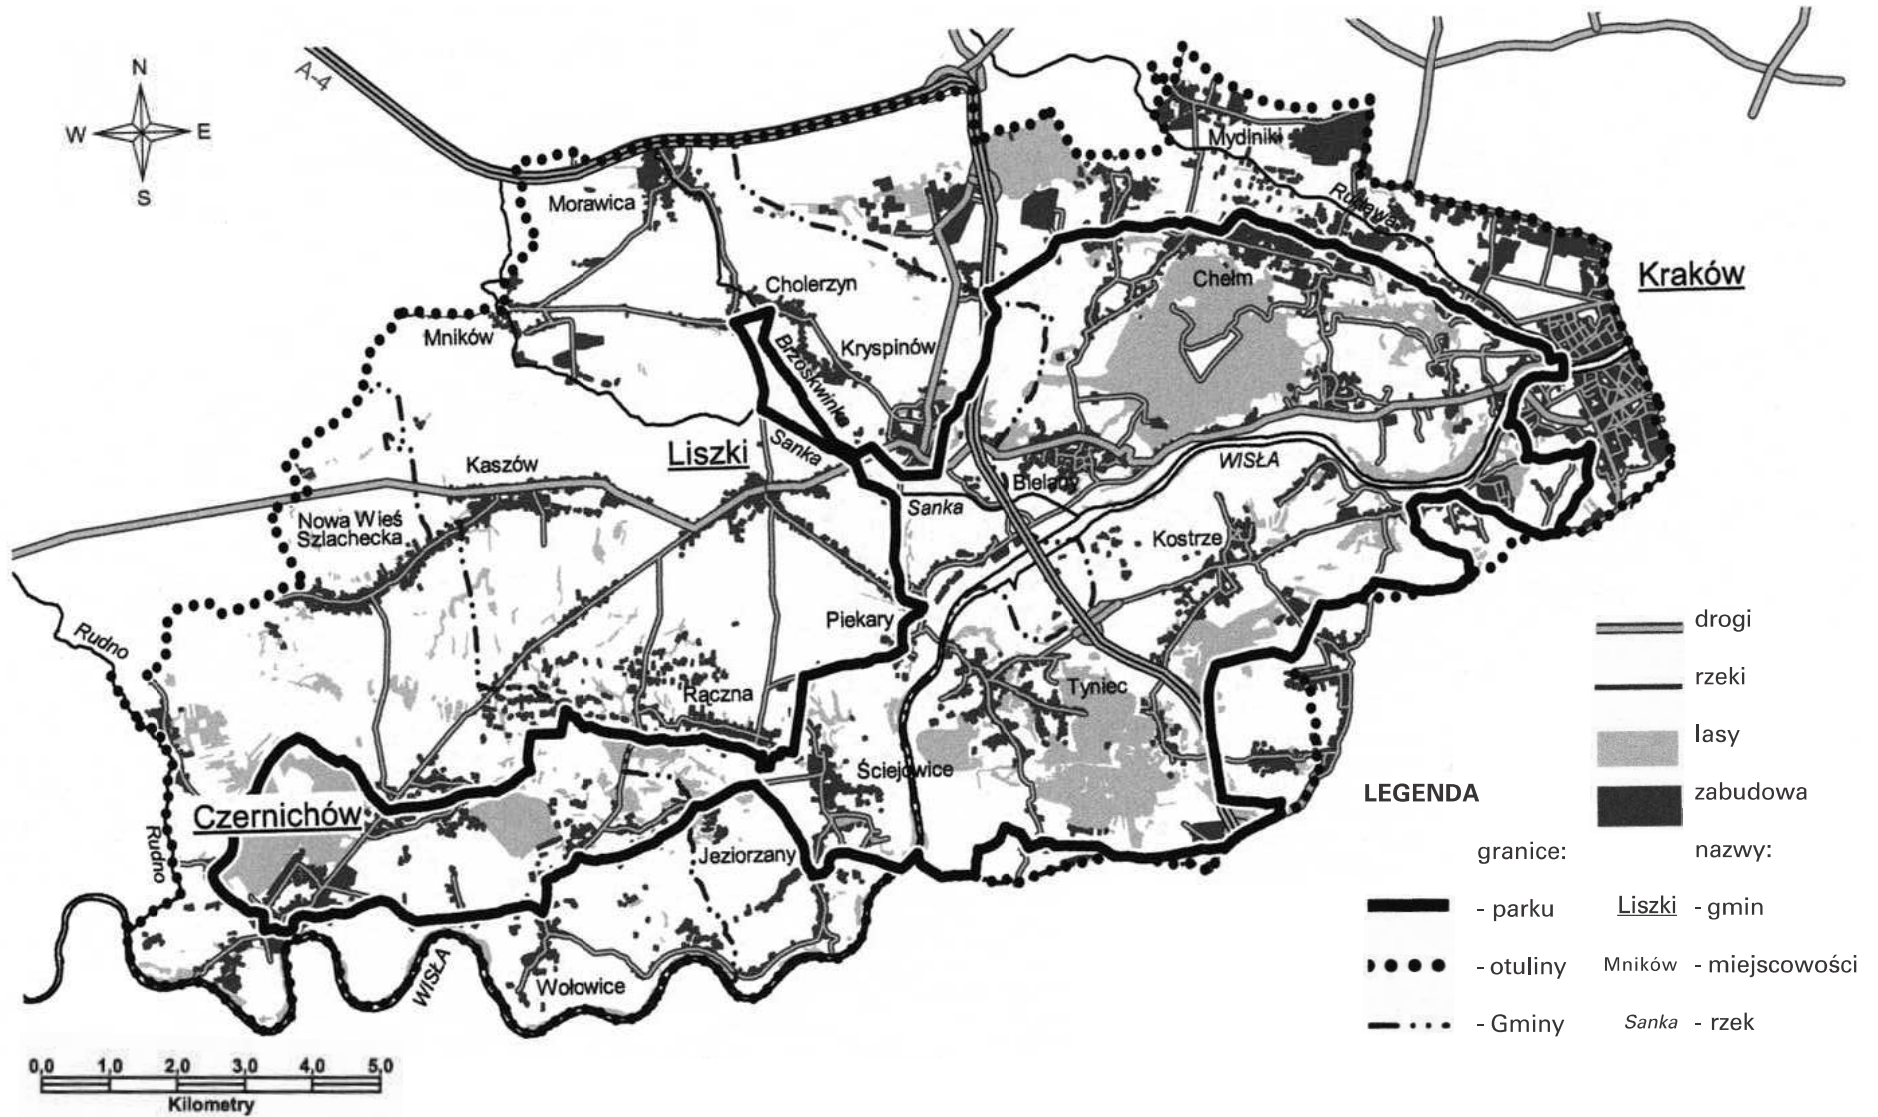 A-4
N
W
E
S
Mydlniki
Morawica
Rudawa
Kraków
Chełm
Cholerzyn
Mników
Kryspinów
Brzoskwinka
Sanka
Liszki
WISŁA
Kaszów
Bielany
Sanka
Nowa Wieś
Szlachecka
Kostrze
Piekary
Rudno
drogi
rzeki
Tyniec
Rączna
lasy
Ściejowice
LEGENDA
zabudowa
Czernichów
Rudno
Jeziorzany
granice:
nazwy:
- parku
Liszki
- gmin
WISŁA
Wołowice
- otuliny
Mników
- miejscowości
- Gminy
Sanka
- rzek
0,0 1,0 2,0 3,0 4,0 5,0
Kilometry